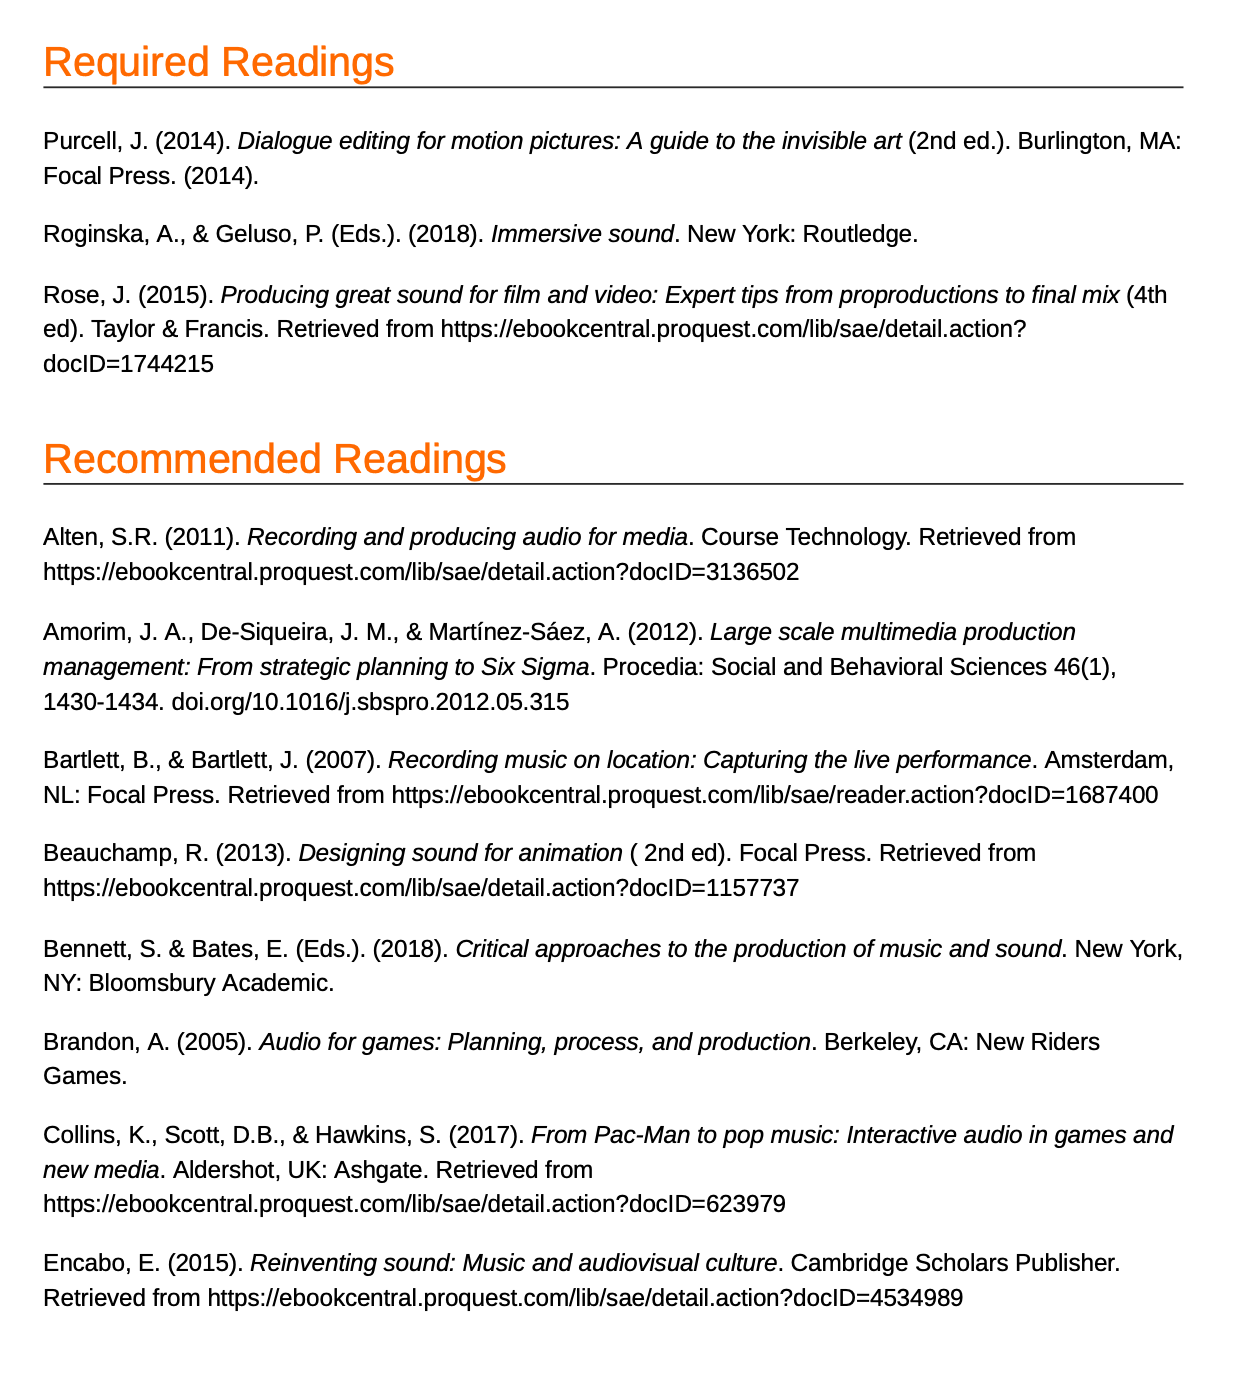 Required Readings
Purcell, J. (2014). Dialogue editing for motion pictures: A guide to the invisible art (2nd ed.). Burlington, MA:
Focal Press. (2014).
Roginska, A., & Geluso, P. (Eds.). (2018). Immersive sound. New York: Routledge.
Rose, J. (2015). Producing great sound for film and video: Expert tips from proproductions to final mix (4th
ed). Taylor & Francis. Retrieved from https://ebookcentral.proquest.com/lib/sae/detail.action?
docID=1744215
Recommended Readings
Alten, S.R. (2011). Recording and producing audio for media. Course Technology. Retrieved from
https://ebookcentral.proquest.com/lib/sae/detail.action?docID=3136502
Amorim, J. A., De-Siqueira, J. M., & Martínez-Sáez, A. (2012). Large scale multimedia production
management: From strategic planning to Six Sigma. Procedia: Social and Behavioral Sciences 46(1),
1430-1434. doi.org/10.1016/j.sbspro.2012.05.315
Bartlett, B., & Bartlett, J. (2007). Recording music on location: Capturing the live performance. Amsterdam,
NL: Focal Press. Retrieved from https://ebookcentral.proquest.com/lib/sae/reader.action?docID=1687400
Beauchamp, R. (2013). Designing sound for animation ( 2nd ed). Focal Press. Retrieved from
https://ebookcentral.proquest.com/lib/sae/detail.action?docID=1157737
Bennett, S. & Bates, E. (Eds.). (2018). Critical approaches to the production of music and sound. New York,
NY: Bloomsbury Academic.
Brandon, A. (2005). Audio for games: Planning, process, and production. Berkeley, CA: New Riders
Games.
Collins, K., Scott, D.B., & Hawkins, S. (2017). From Pac-Man to pop music: Interactive audio in games and
new media. Aldershot, UK: Ashgate. Retrieved from
https://ebookcentral.proquest.com/lib/sae/detail.action?docID=623979
Encabo, E. (2015). Reinventing sound: Music and audiovisual culture. Cambridge Scholars Publisher.
Retrieved from https://ebookcentral.proquest.com/lib/sae/detail.action?docID=4534989